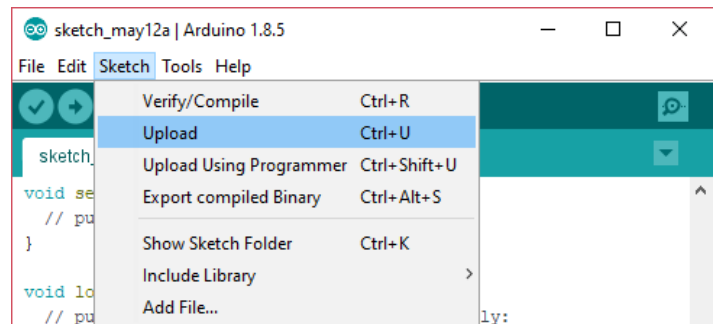 sketch_may12a | Arduino 1.8.5
File Edit Sketch Tools Help
Verify/Compile Ctrl+R
Upload Ctrl+U
sketch_
Upload Using Programmer Ctrl+Shift+U
void se
Export compiled Binary Ctrl+Alt+S
// pu
}
Show Sketch Folder Ctrl+K
Include Library >
void lo
Add File...
// pu ly: